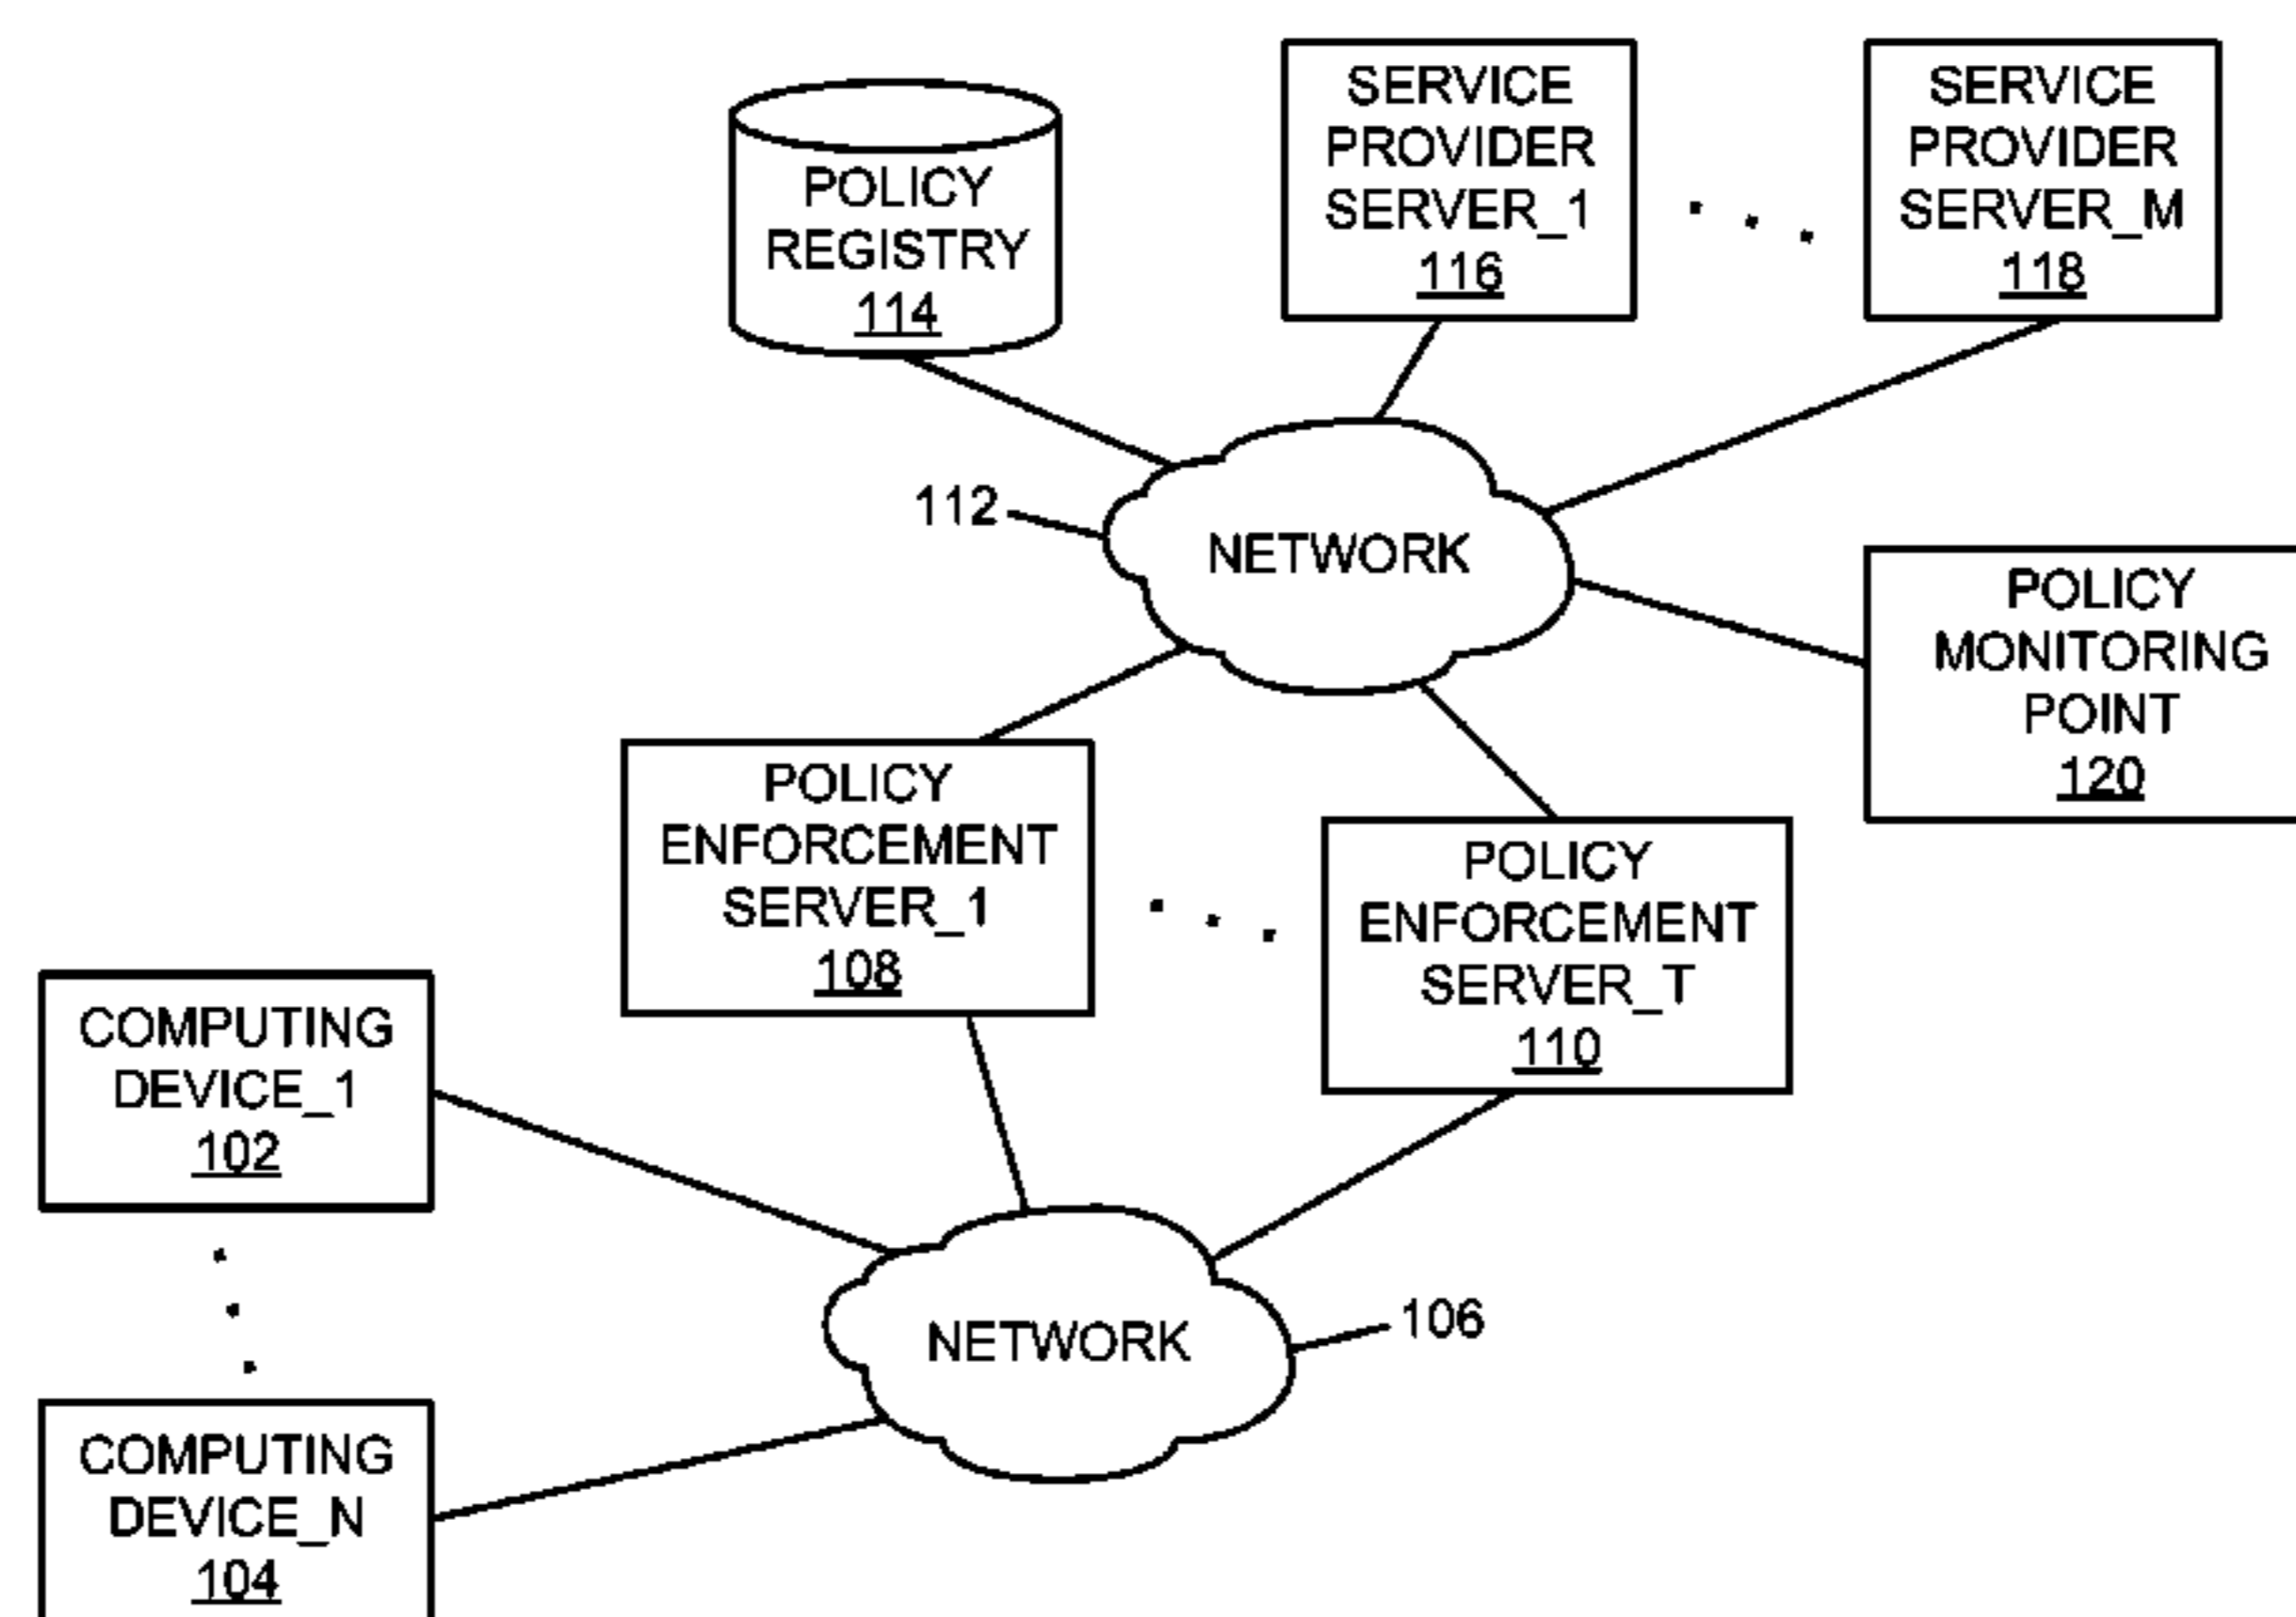 POLICY
REGISTRY
114
SERVICE
PROVIDER
SERVER_1
116
SERVICE
PROVIDER
SERVER_M
118
112
NETWORK
POLICY
MONITORING
POINT
120
POLICY
ENFORCEMENT
SERVER_1
108
POLICY
ENFORCEMENT
SERVER_T
110
COMPUTING
DEVICE_1
102
NETWORK
106
COMPUTING
DEVICE_N
104